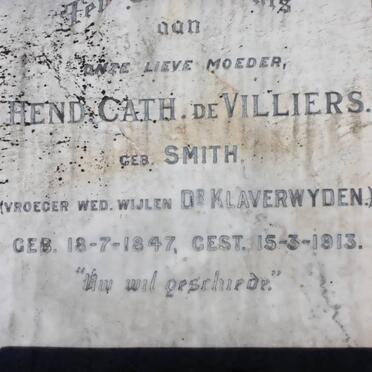 Ter
aan
ONZE LIEVE MOEDER,
HEND. CATH. DE VILLIERS.
GEB. SMITH.
(VROEGER WED. WIJLEN DR KLAVERWYDEN.)
GEB. 18-7-1847, GEST. 15-3-1913.
"Uw wil geschiede."